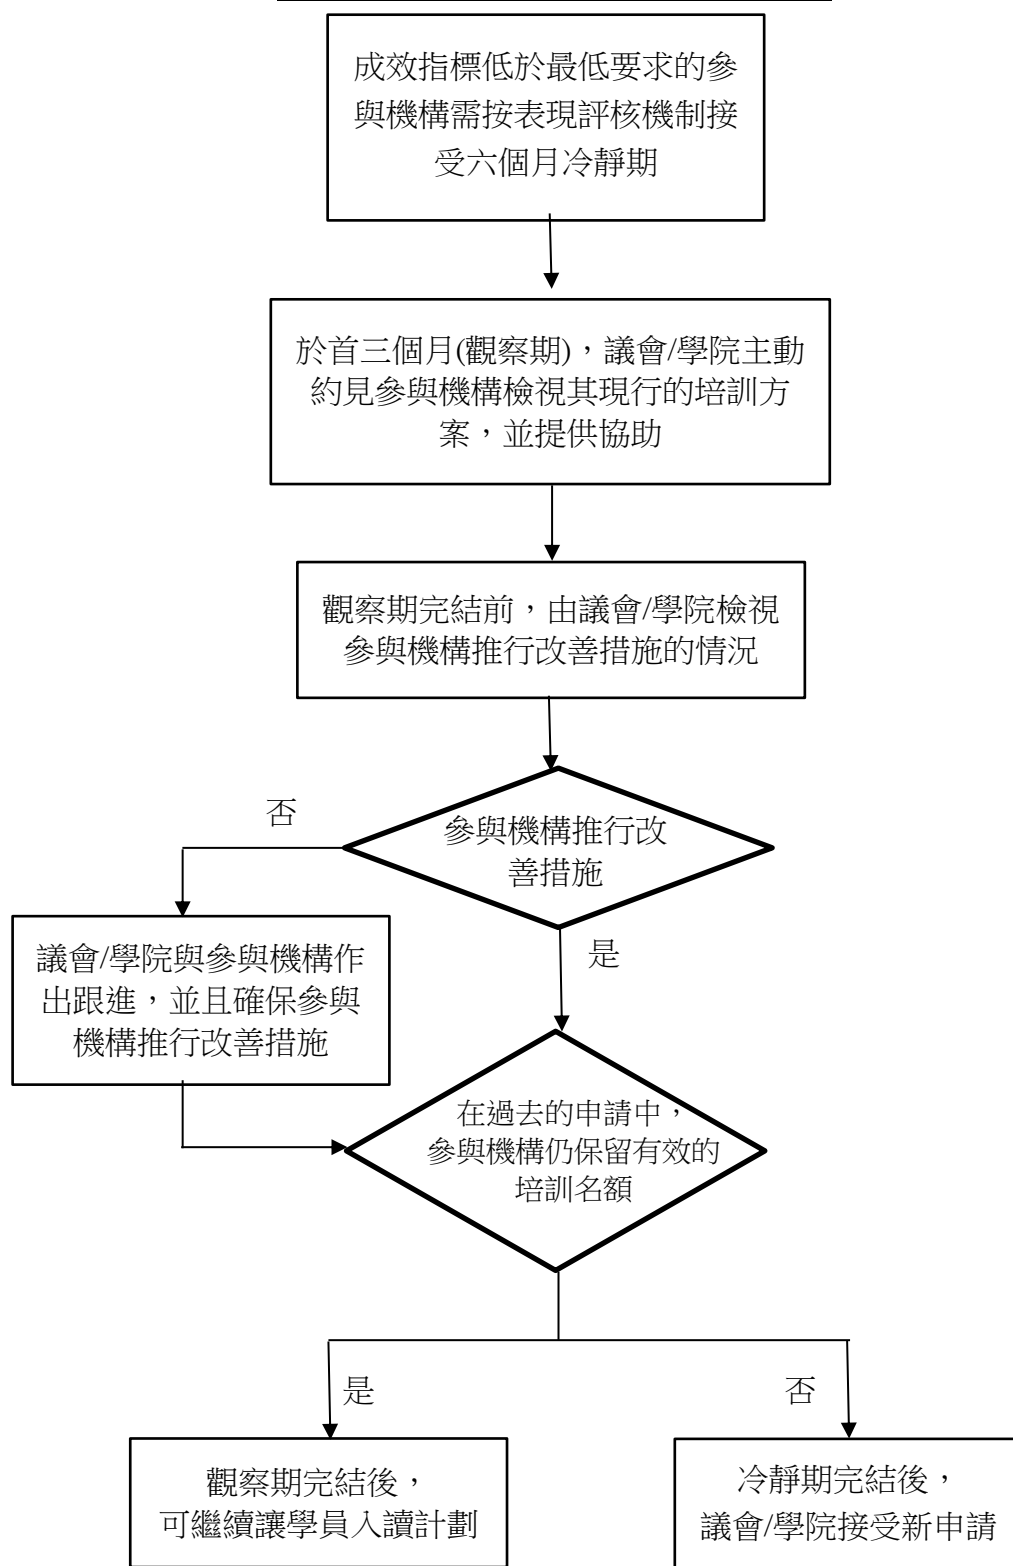 成效指標低於最低要求的參
與機構需按表現評核機制接
受六個月冷靜期
於首三個月(觀察期)，議會/學院主動
約見參與機構檢視其現行的培訓方
案，並提供協助
觀察期完結前，由議會/學院檢視
參與機構推行改善措施的情況
參與機構推行改
善措施
否
是
議會/學院與參與機構作
出跟進，並且確保參與
機構推行改善措施
在過去的申請中，
參與機構仍保留有效的
培訓名額
是
否
觀察期完結後，
可繼續讓學員入讀計劃
冷靜期完結後，
議會/學院接受新申請